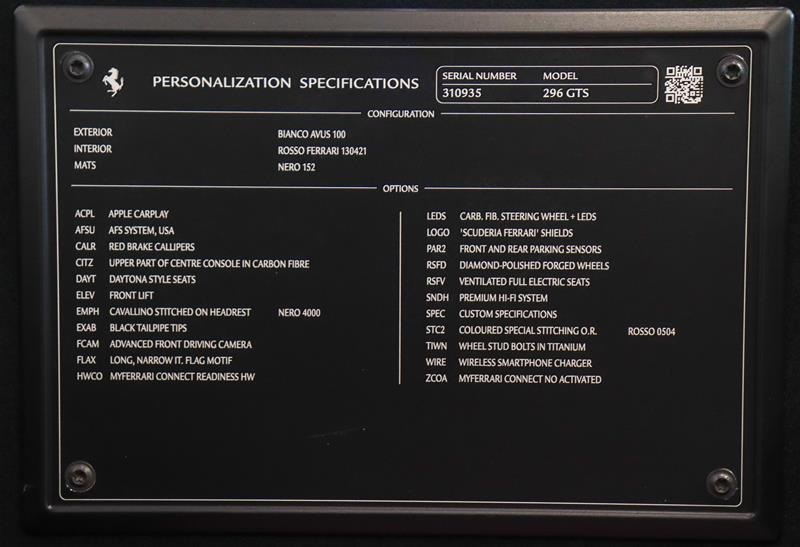 PERSONALIZATION SPECIFICATIONS
SERIAL NUMBER MODEL
310935 296 GTS
CONFIGURATION
EXTERIOR BIANCO AVUS 100
INTERIOR ROSSO FERRARI 130421
MATS NERO 152
OPTIONS
ACPL APPLE CARPLAY
AFSU AFS SYSTEM, USA
CALR RED BRAKE CALLIPERS
CITZ UPPER PART OF CENTRE CONSOLE IN CARBON FIBRE
DAYT DAYTONA STYLE SEATS
ELEV FRONT LIFT
EMPH CAVALLINO STITCHED ON HEADREST NERO 4000
EXAB BLACK TAILPIPE TIPS
FCAM ADVANCED FRONT DRIVING CAMERA
FLAX LONG, NARROW IT. FLAG MOTIF
HWCO MYFERRARI CONNECT READINESS HW
LEDS CARB. FIB. STEERING WHEEL + LEDS
LOGO 'SCUDERIA FERRARI' SHIELDS
PAR2 FRONT AND REAR PARKING SENSORS
RSFD DIAMOND-POLISHED FORGED WHEELS
RSFV VENTILATED FULL ELECTRIC SEATS
SNDH PREMIUM HI-FI SYSTEM
SPEC CUSTOM SPECIFICATIONS
STC2 COLOURED SPECIAL STITCHING O.R. ROSSO 0504
TIWN WHEEL STUD BOLTS IN TITANIUM
WIRE WIRELESS SMARTPHONE CHARGER
ZCOA MYFERRARI CONNECT NO ACTIVATED